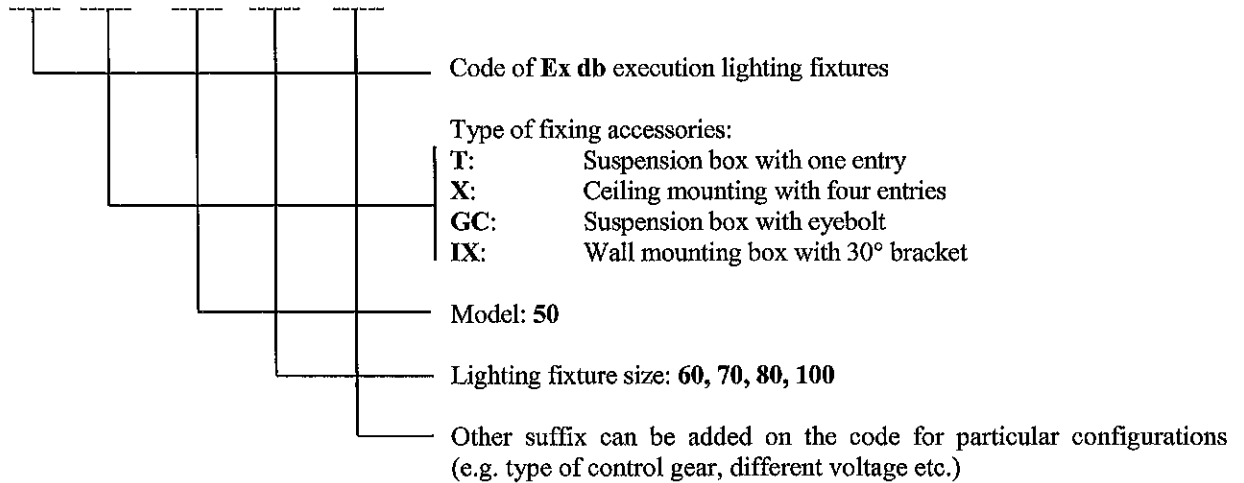 Code of Ex db execution lighting fixtures
Type of fixing accessories:
T: Suspension box with one entry
X: Ceiling mounting with four entries
GC: Suspension box with eyebolt
IX: Wall mounting box with 30° bracket
Model: 50
Lighting fixture size: 60, 70, 80, 100
Other suffix can be added on the code for particular configurations
(e.g. type of control gear, different voltage etc.)